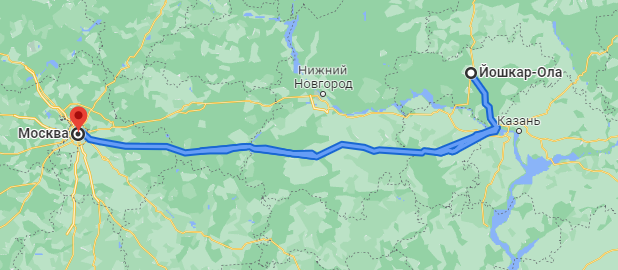 Нижний
Новгород
Йошкар-Ола
Казань
Москва